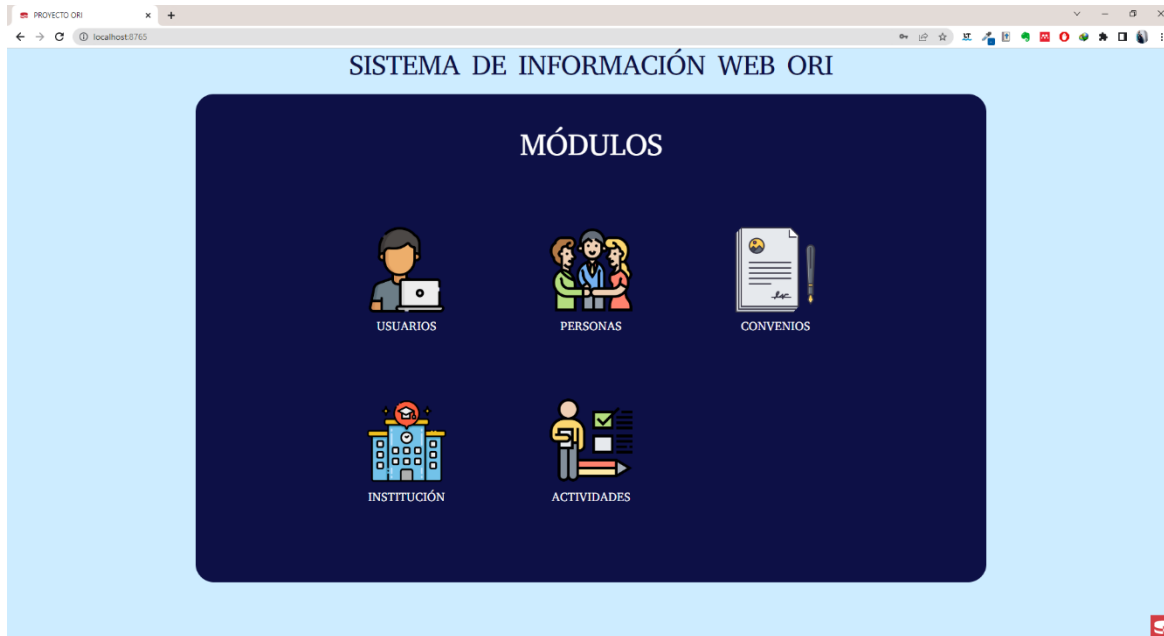 PROYECTO ORI
localhost:8765
SISTEMA DE INFORMACIÓN WEB ORI
MÓDULOS
USUARIOS PERSONAS CONVENIOS
INSTITUCIÓN ACTIVIDADES